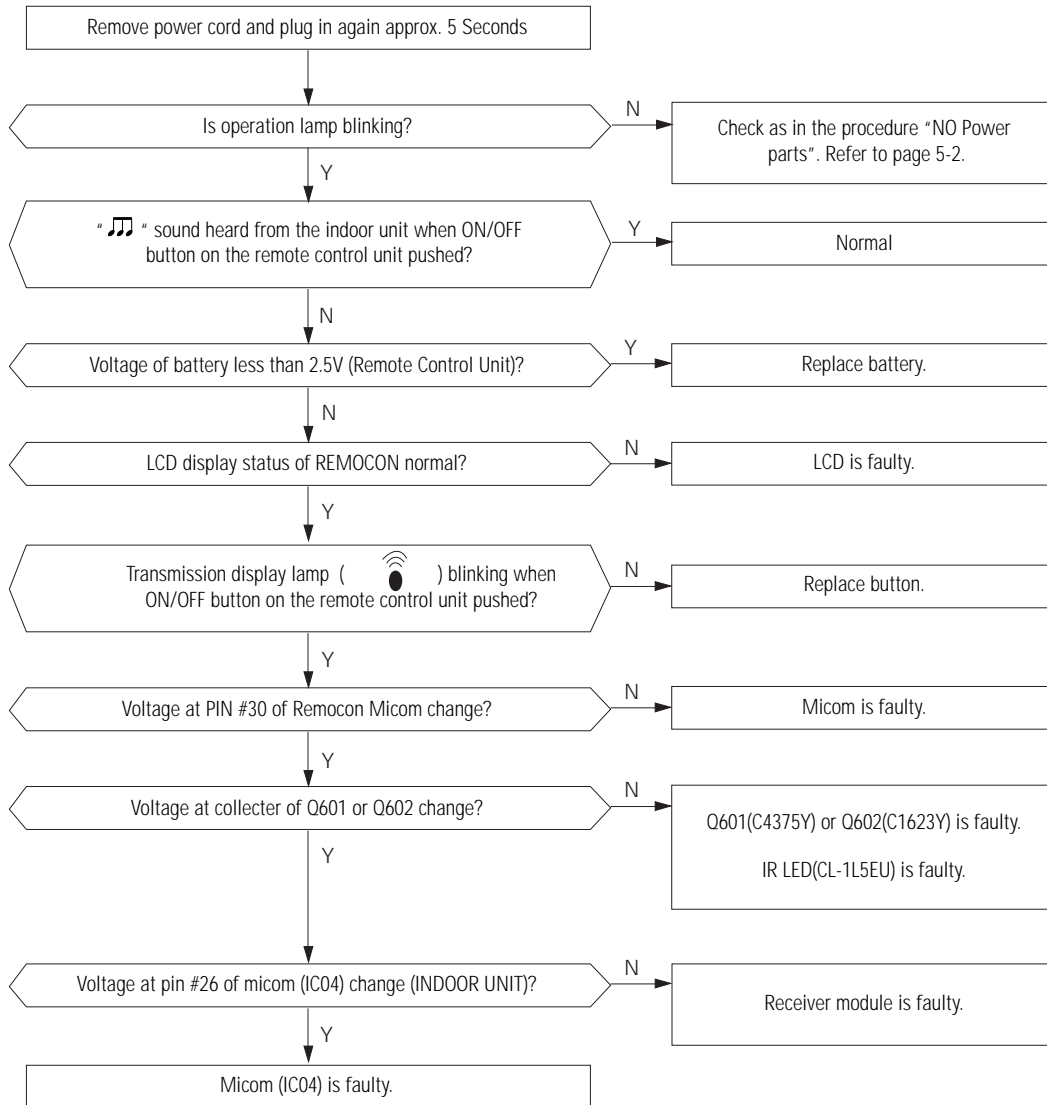 Remove power cord and plug in again approx. 5 Seconds
Is operation lamp blinking?
N
Check as in the procedure “NO Power
parts”. Refer to page 5-2.
Y
“ 🎵 “ sound heard from the indoor unit when ON/OFF
button on the remote control unit pushed?
Y
Normal
N
Voltage of battery less than 2.5V (Remote Control Unit)?
Y
Replace battery.
N
LCD display status of REMOCON normal?
N
LCD is faulty.
Y
Transmission display lamp ( ) blinking when
ON/OFF button on the remote control unit pushed?
N
Replace button.
Y
Voltage at PIN #30 of Remocon Micom change?
N
Micom is faulty.
Y
Voltage at collecter of Q601 or Q602 change?
N
Q601(C4375Y) or Q602(C1623Y) is faulty.
IR LED(CL-1L5EU) is faulty.
Y
Voltage at pin #26 of micom (IC04) change (INDOOR UNIT)?
N
Receiver module is faulty.
Y
Micom (IC04) is faulty.